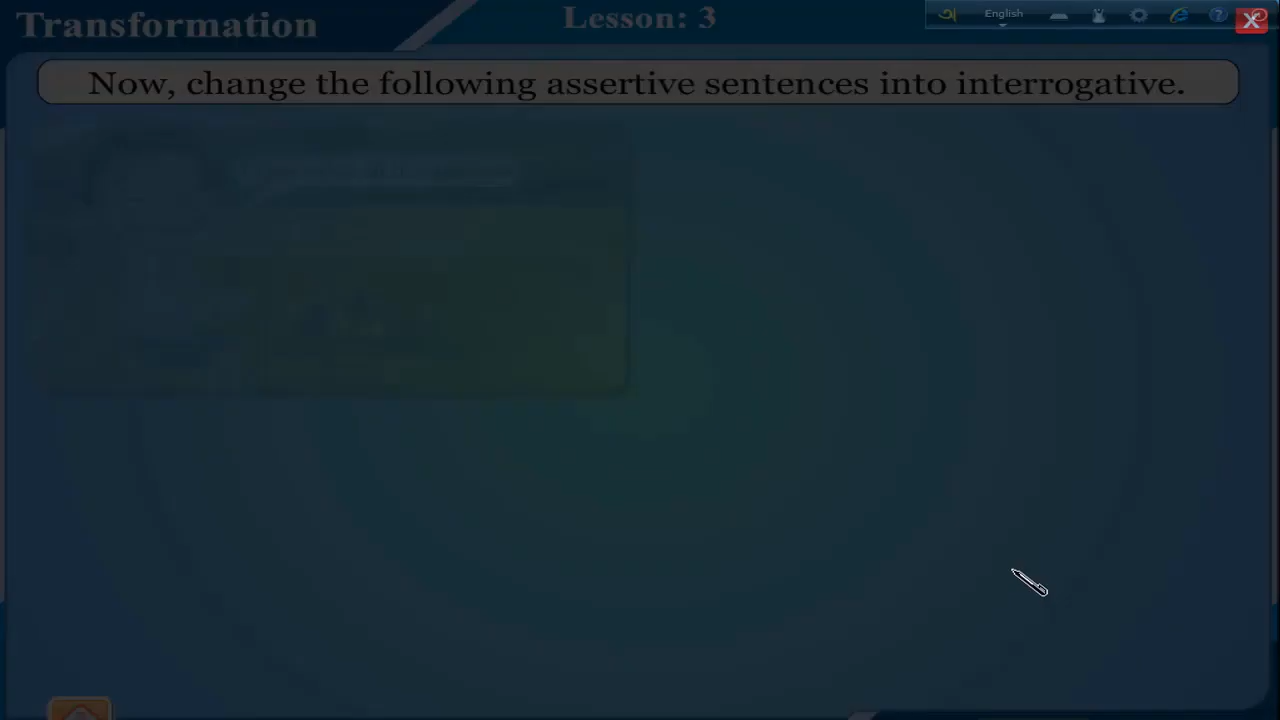 Transformation
Lesson: 3
English
Now, change the following assertive sentences into interrogative.